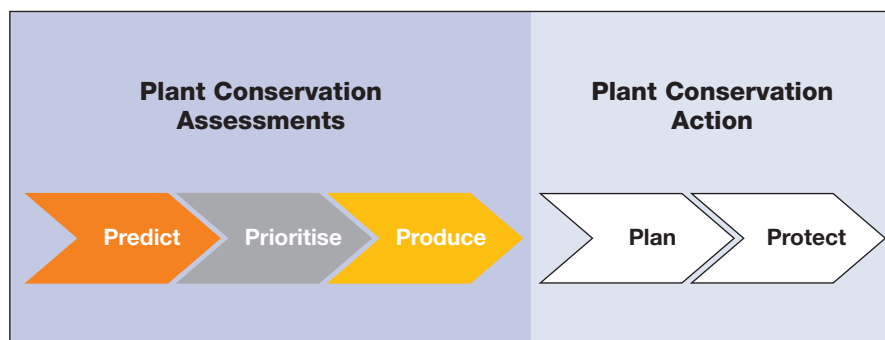 Plant Conservation
Assessments
Plant Conservation
Action
Predict
Prioritise
Produce
Plan
Protect